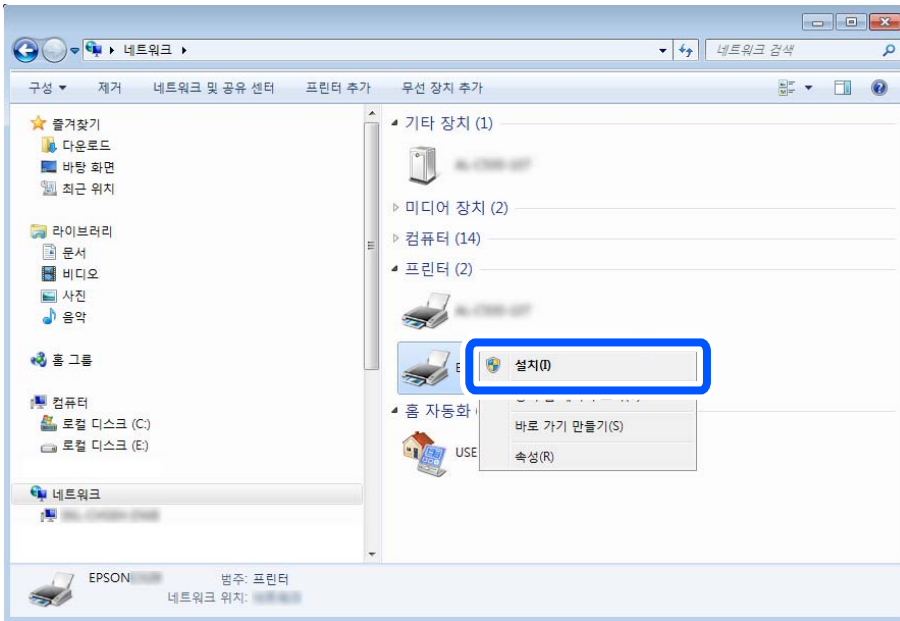 네트워크
네트워크 검색
구성
제거
네트워크 및 공유 센터
프린터 추가
무선 장치 추가
즐겨찾기
다운로드
바탕 화면
최근 위치
라이브러리
문서
비디오
사진
음악
홈 그룹
컴퓨터
로컬 디스크 (C:)
로컬 디스크 (E:)
네트워크
기타 장치 (1)
미디어 장치 (2)
컴퓨터 (14)
프린터 (2)
E
설치(I)
바로 가기 만들기(S)
속성(R)
홈 자동화
USE
EPSON
범주: 프린터
네트워크 위치: